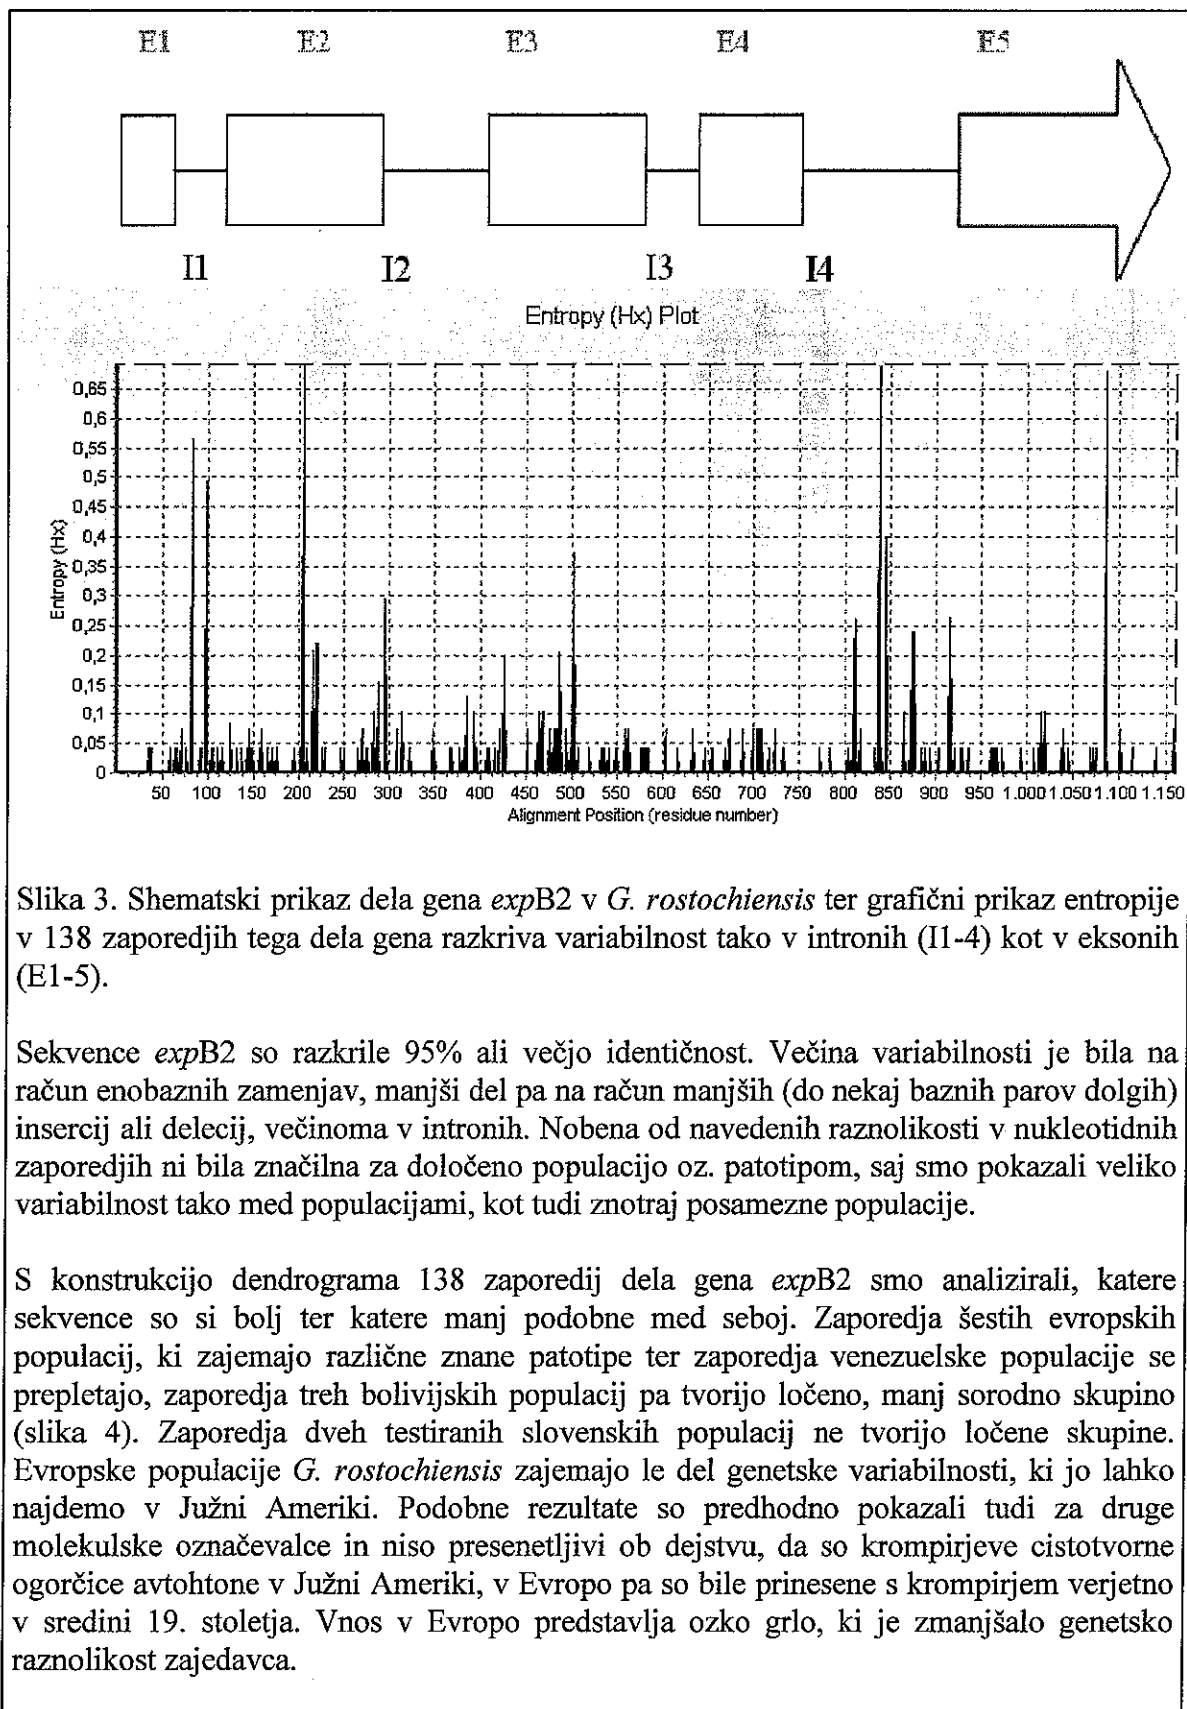 E1 E2 E3 E4 E5
I1 I2 I3 I4
Entropy (Hx) Plot
0,65
0,6
0,55
0,5
0,45
0,4
0,35
0,3
0,25
0,2
0,15
0,1
0,05
0
Entropy (Hx)
50 100 150 200 250 300 350 400 450 500 550 600 650 700 750 800 850 900 950 1.000 1.050 1.100 1.150
Alignment Position (residue number)
Slika 3. Shematski prikaz dela gena expB2 v G. rostochiensis ter grafični prikaz entropije
v 138 zaporedjih tega dela gena razkriva variabilnost tako v intronih (I1-4) kot v eksonih
(E1-5).
Sekvence expB2 so razkrile 95% ali večjo identičnost. Večina variabilnosti je bila na
račun enobaznih zamenjav, manjši del pa na račun manjših (do nekaj baznih parov dolgih)
insercij ali delecij, večinoma v intronih. Nobena od navedenih raznolikosti v nukleotidnih
zaporedjih ni bila značilna za določeno populacijo oz. patotipom, saj smo pokazali veliko
variabilnost tako med populacijami, kot tudi znotraj posamezne populacije.
S konstrukcijo dendrograma 138 zaporedij dela gena expB2 smo analizirali, katere
sekvence so si bolj ter katere manj podobne med seboj. Zaporedja šestih evropskih
populacij, ki zajemajo različne znane patotipe ter zaporedja venezuelske populacije se
prepletajo, zaporedja treh bolivijskih populacij pa tvorijo ločeno, manj sorodno skupino
(slika 4). Zaporedja dveh testiranih slovenskih populacij ne tvorijo ločene skupine.
Evropske populacije G. rostochiensis zajemajo le del genetske variabilnosti, ki jo lahko
najdemo v Južni Ameriki. Podobne rezultate so predhodno pokazali tudi za druge
molekulske označevalce in niso presenetljivi ob dejstvu, da so krompirjeve cistotvorne
ogorčice avtohtone v Južni Ameriki, v Evropo pa so bile prinesene s krompirjem verjetno
v sredini 19. stoletja. Vnos v Evropo predstavlja ozko grlo, ki je zmanjšalo genetsko
raznolikost zajedavca.